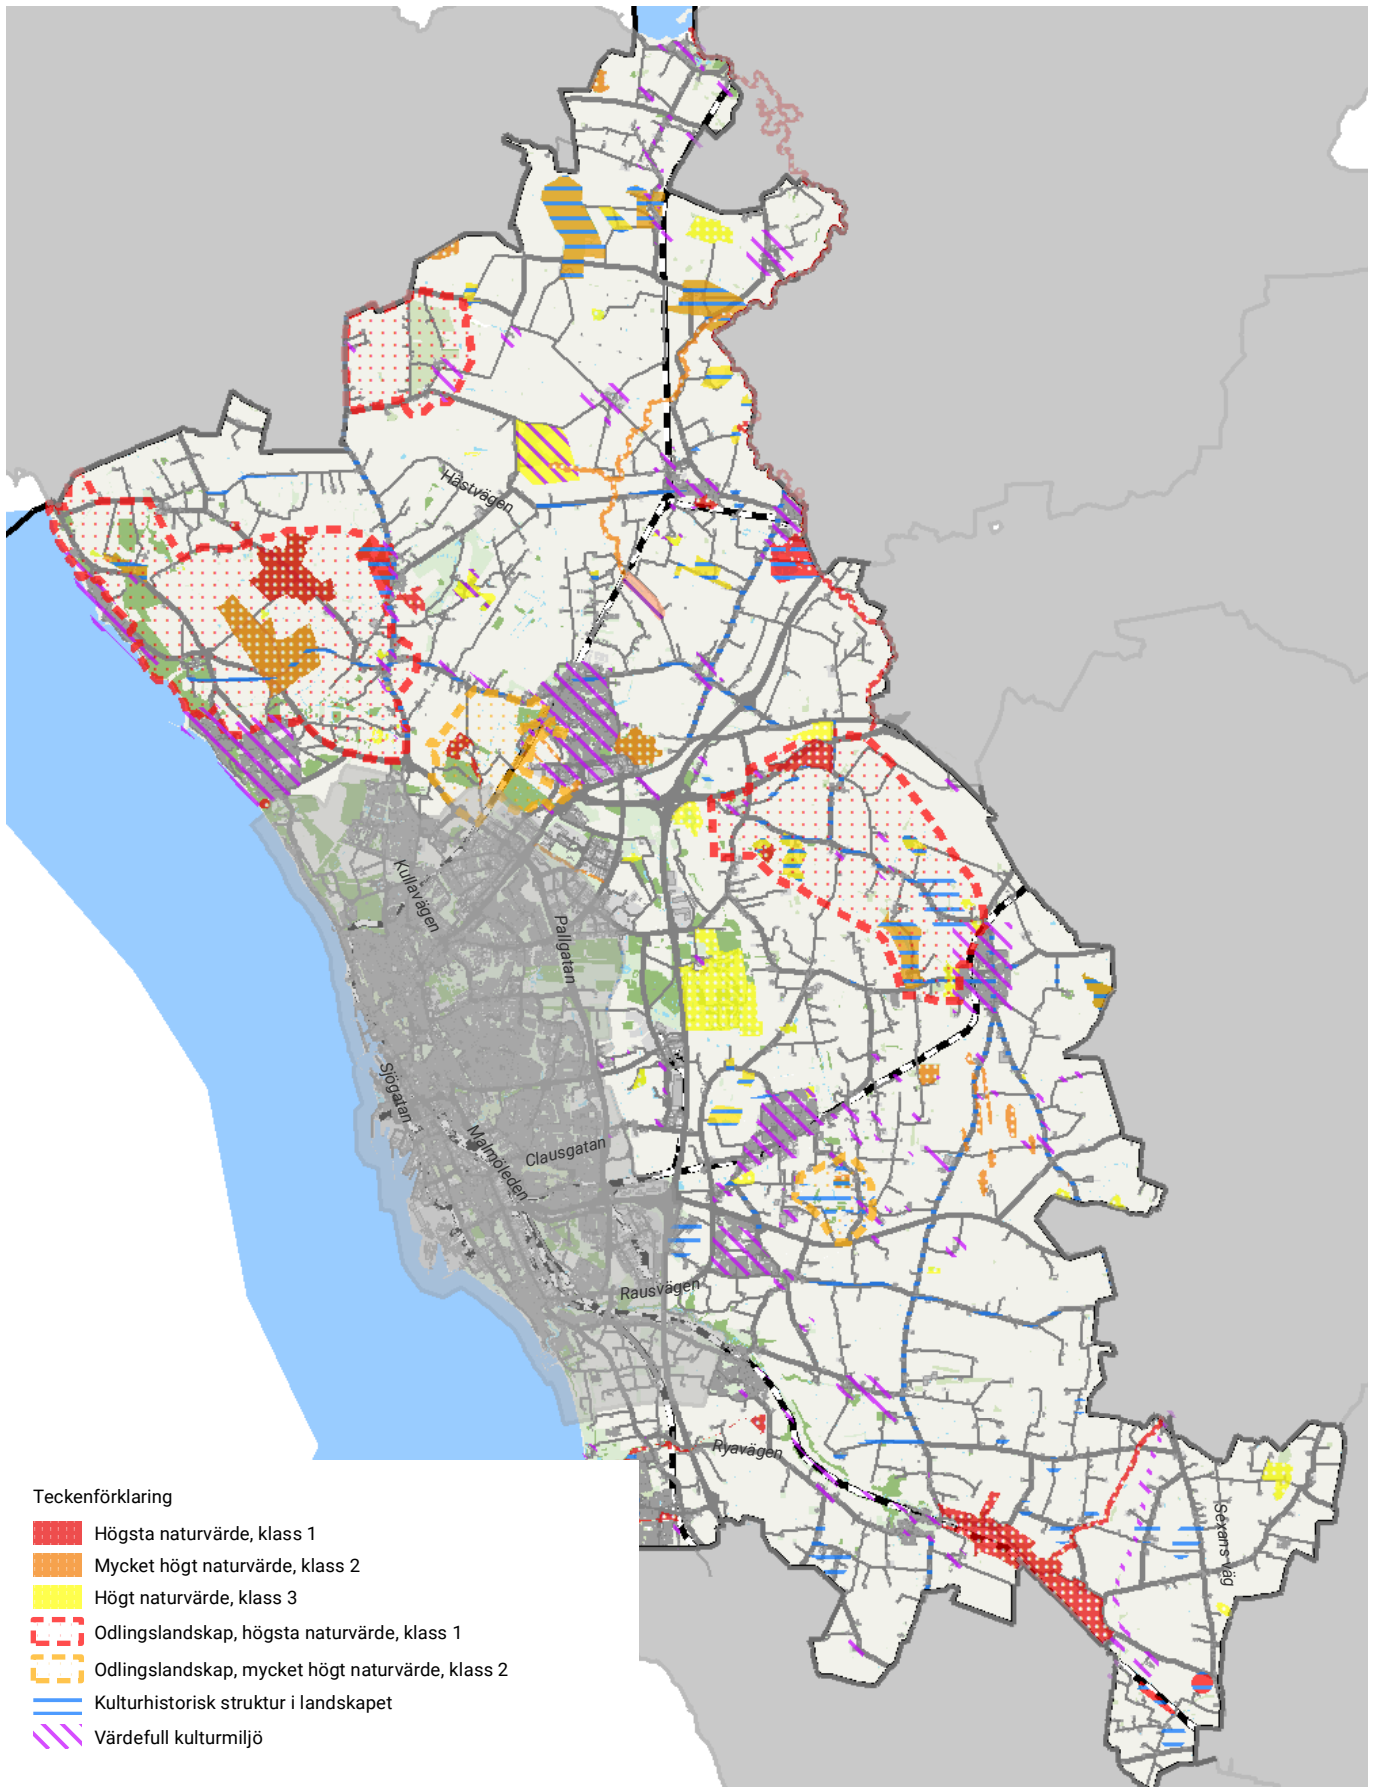 Hästvägen
Kullavägen
Pallgatan
Sjögatan
Malmöleden
Clausgatan
Rausvägen
Ryavägen
Sexans väg
Teckenförklaring
Högsta naturvärde, klass 1
Mycket högt naturvärde, klass 2
Högt naturvärde, klass 3
Odlingslandskap, högsta naturvärde, klass 1
Odlingslandskap, mycket högt naturvärde, klass 2
Kulturhistorisk struktur i landskapet
Värdefull kulturmiljö